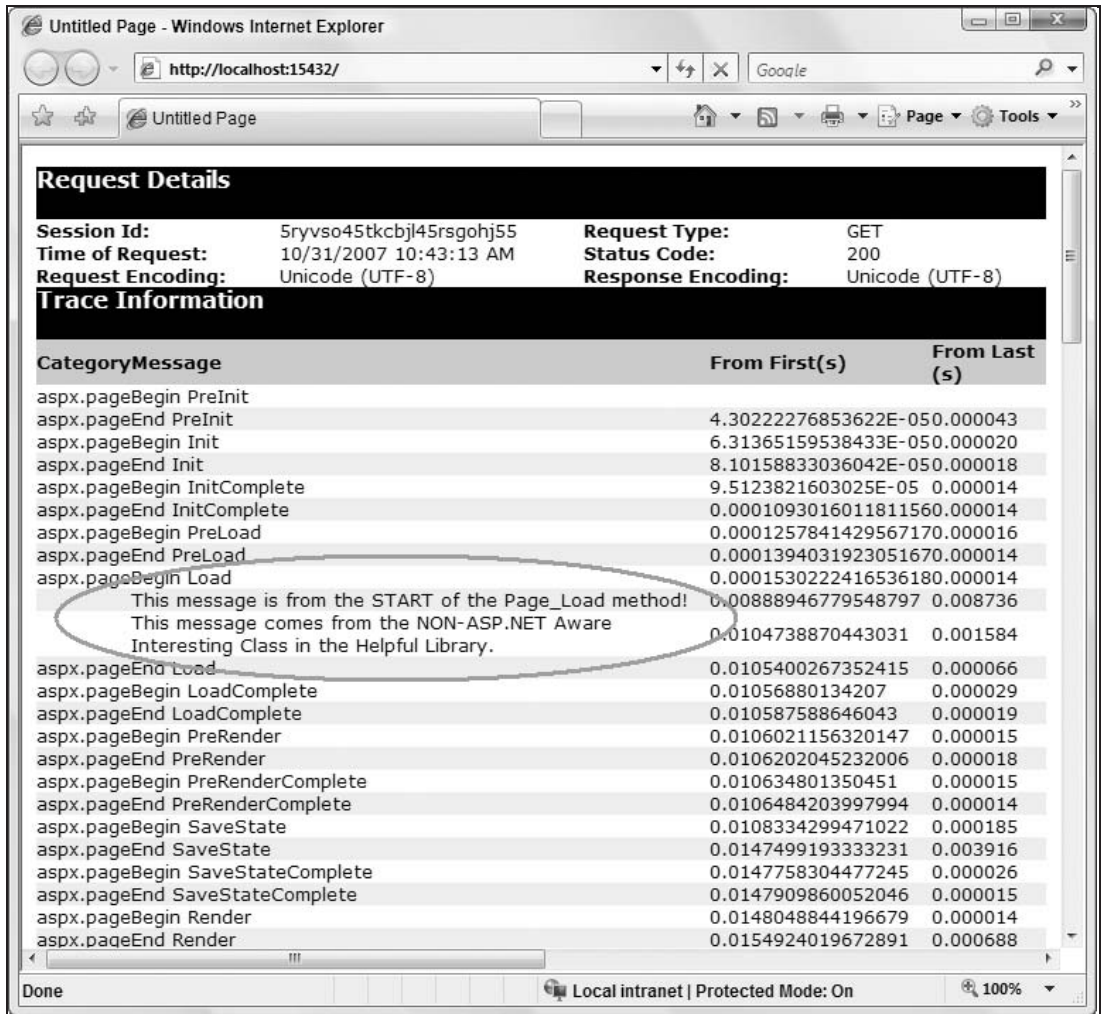 Untitled Page - Windows Internet Explorer
http://localhost:15432/
Google
Untitled Page
Page
Tools
Request Details
Session Id: 5ryvso45tkcbjl45rsgohj55 Request Type: GET
Time of Request: 10/31/2007 10:43:13 AM Status Code: 200
Request Encoding: Unicode (UTF-8) Response Encoding: Unicode (UTF-8)
Trace Information
CategoryMessage From First(s) From Last
(s)
aspx.pageBegin PreInit
aspx.pageEnd PreInit 4.30222276853622E-050.000043
aspx.pageBegin Init 6.31365159538433E-050.000020
aspx.pageEnd Init 8.10158833036042E-050.000018
aspx.pageBegin InitComplete 9.5123821603025E-05 0.000014
aspx.pageEnd InitComplete 0.0001093016011811560.000014
aspx.pageBegin PreLoad 0.0001257841429567170.000016
aspx.pageEnd PreLoad 0.0001394031923051670.000014
aspx.pageBegin Load 0.0001530222416536180.000014
This message is from the START of the Page_Load method! 0.00888946779548797 0.008736
This message comes from the NON-ASP.NET Aware
Interesting Class in the Helpful Library. 0.0104738870443031 0.001584
aspx.pageEnd Load 0.0105400267352415 0.000066
aspx.pageBegin LoadComplete 0.01056880134207 0.000029
aspx.pageEnd LoadComplete 0.010587588646043 0.000019
aspx.pageBegin PreRender 0.0106021156320147 0.000015
aspx.pageEnd PreRender 0.0106202045232006 0.000018
aspx.pageBegin PreRenderComplete 0.010634801350451 0.000015
aspx.pageEnd PreRenderComplete 0.0106484203997994 0.000014
aspx.pageBegin SaveState 0.0108334299471022 0.000185
aspx.pageEnd SaveState 0.0147499193333231 0.003916
aspx.pageBegin SaveStateComplete 0.0147758304477245 0.000026
aspx.pageEnd SaveStateComplete 0.0147909860052046 0.000015
aspx.pageBegin Render 0.0148048844196679 0.000014
aspx.pageEnd Render 0.0154924019672891 0.000688
Done
Local intranet | Protected Mode: On
100%